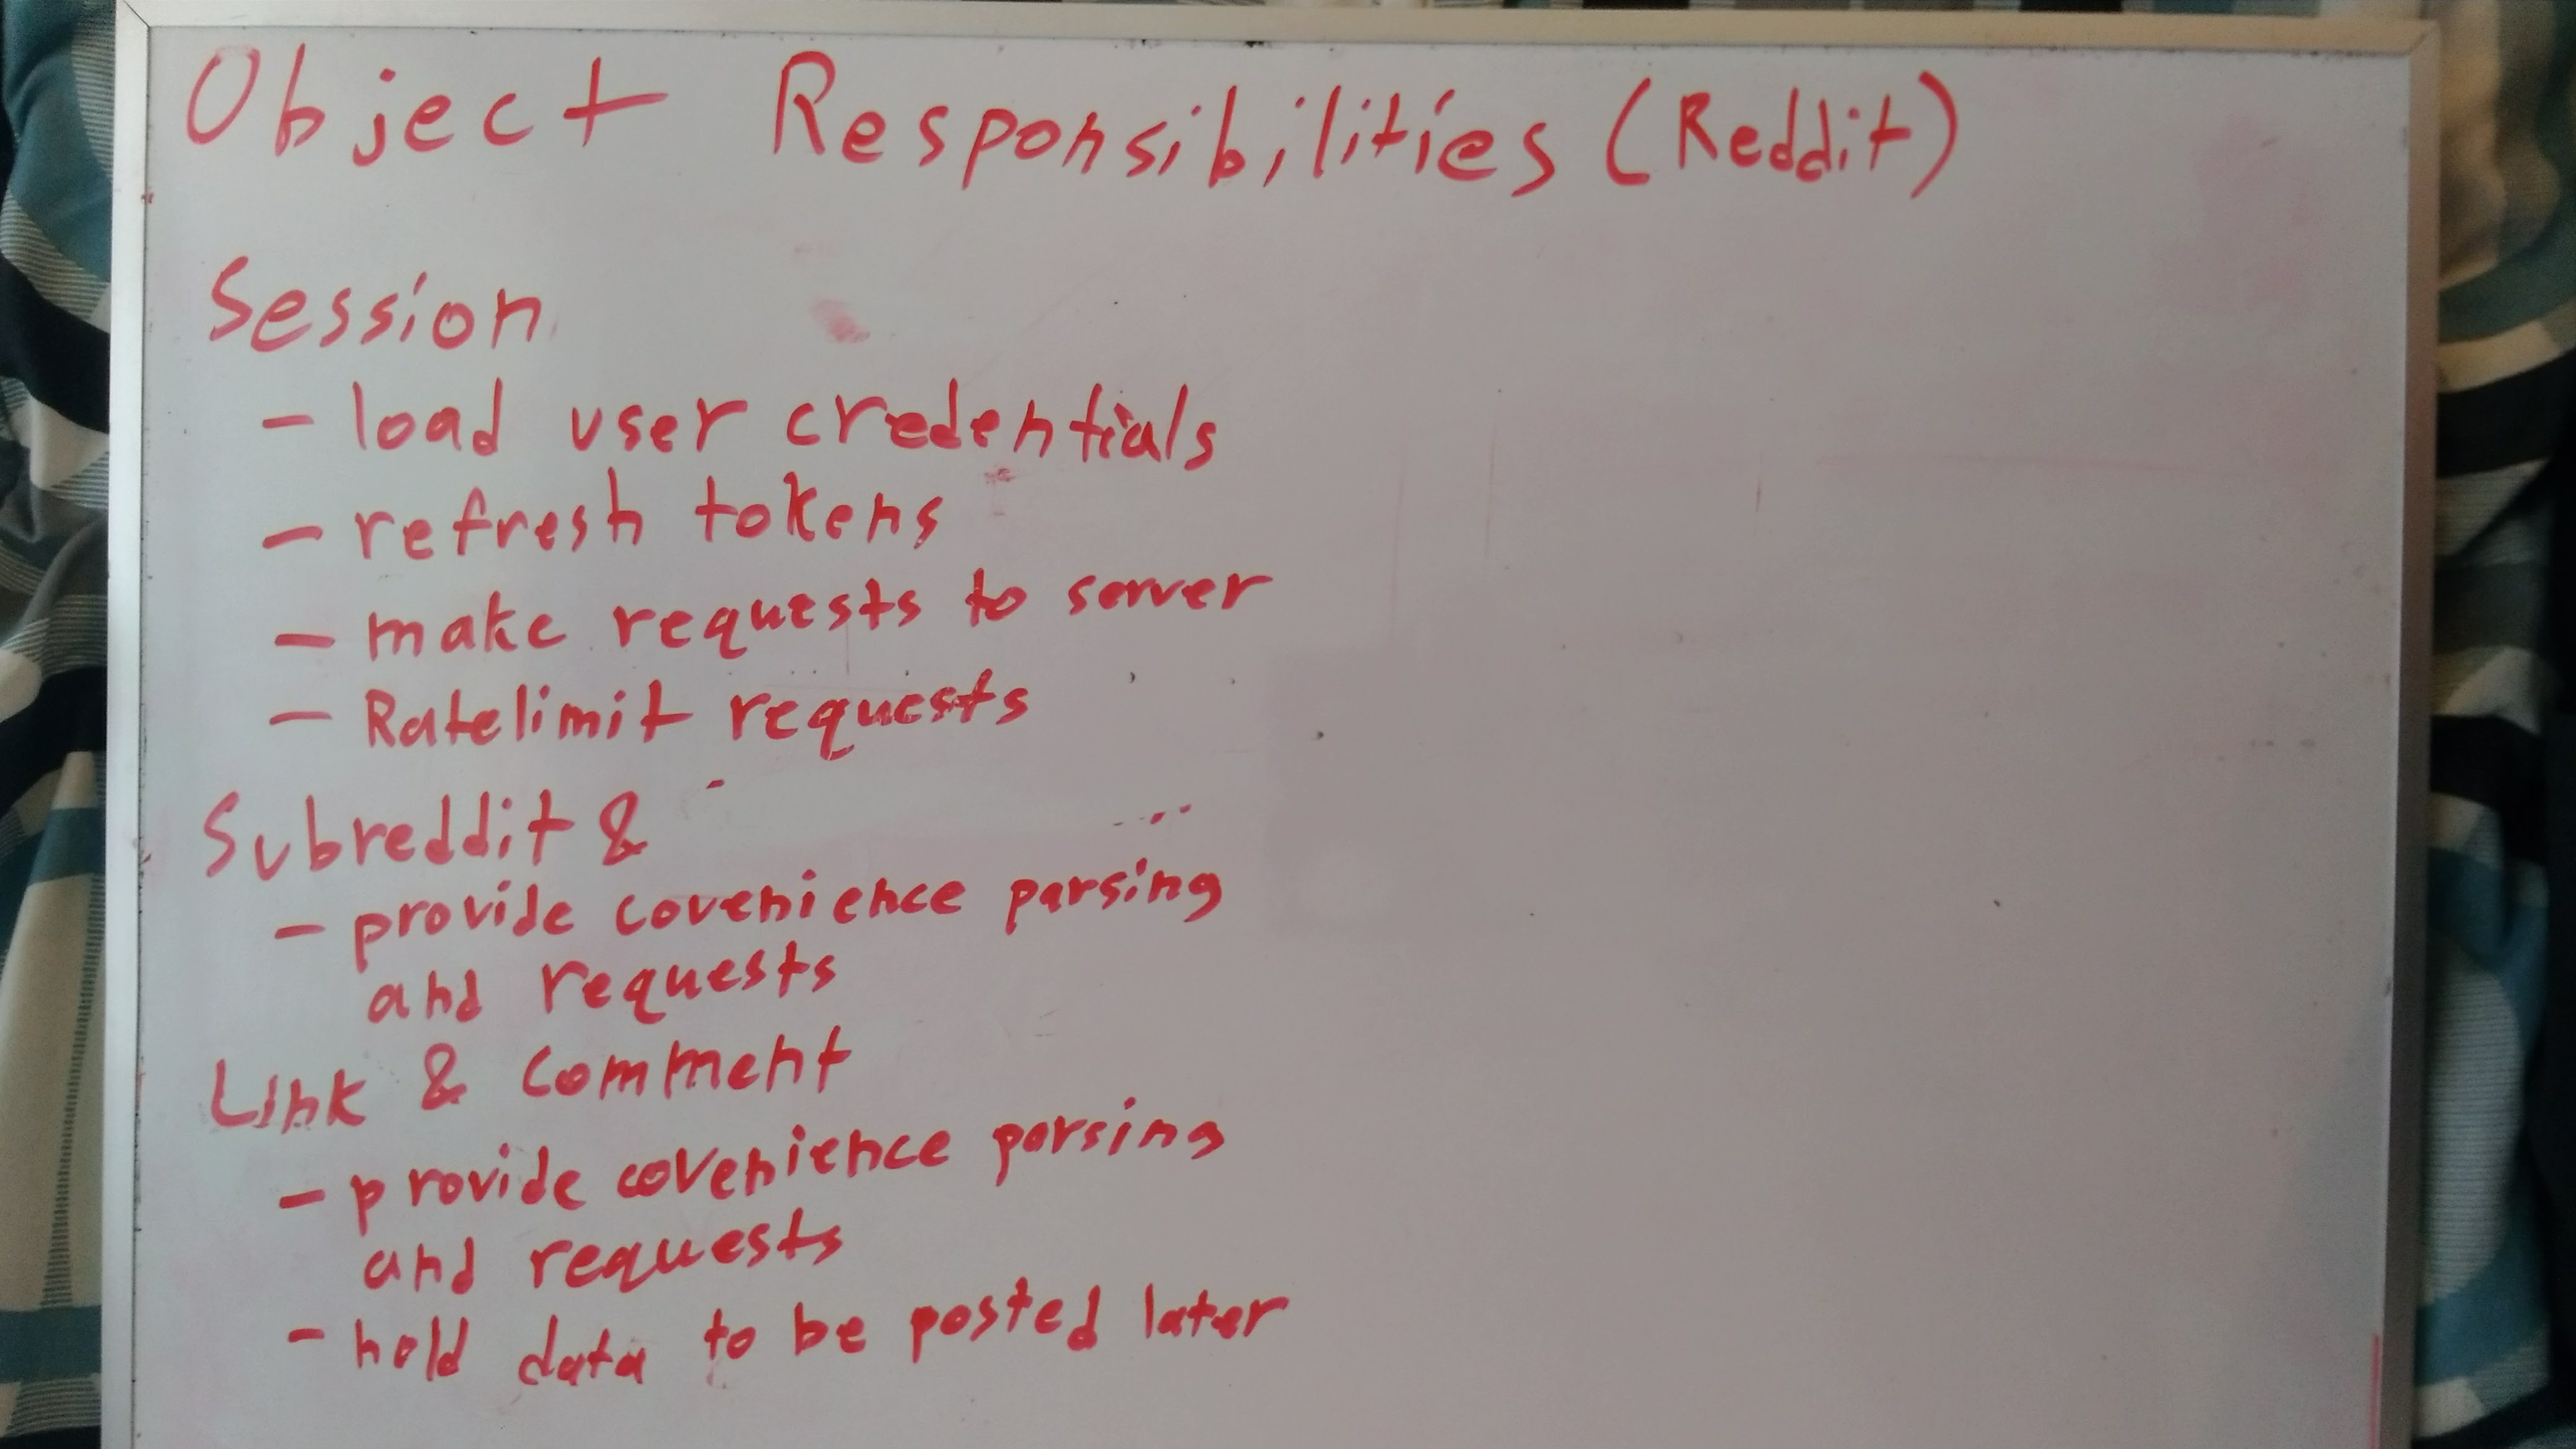 Object Responsibilities (Reddit)
Session
- load user credentials
- refresh tokens
- make requests to server
- Ratelimit requests
Subreddit &
- provide covenience parsing
and requests
Link & Comment
- provide covenience parsing
and requests
- hold data to be posted later